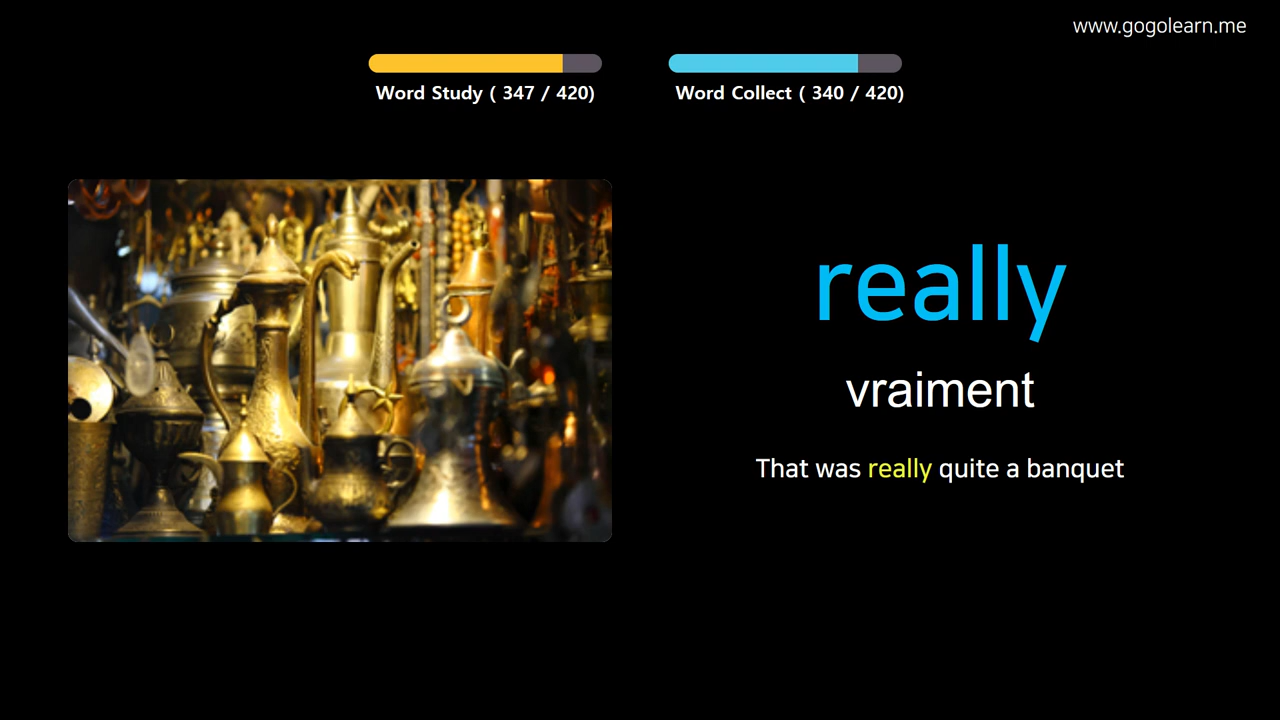 www.gogolearn.me
Word Study ( 347 / 420)
Word Collect ( 340 / 420)
really
vraiment
That was really quite a banquet